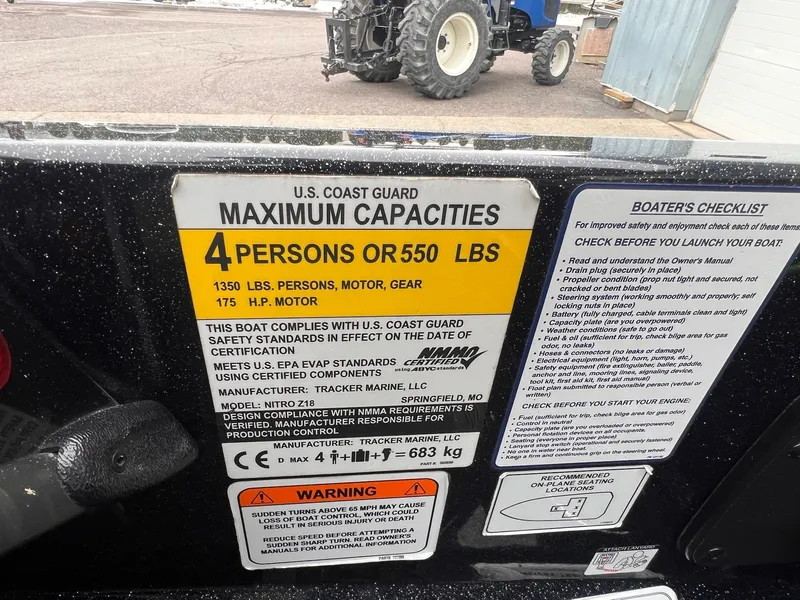 U.S. COAST GUARD
MAXIMUM CAPACITIES
4 PERSONS OR 550 LBS
1350 LBS. PERSONS, MOTOR, GEAR
175 H.P. MOTOR
THIS BOAT COMPLIES WITH U.S. COAST GUARD
SAFETY STANDARDS IN EFFECT ON THE DATE OF
CERTIFICATION
MEETS U.S. EPA EVAP STANDARDS
USING CERTIFIED COMPONENTS
NMMA
CERTIFIED
using ABYC standards
MANUFACTURER: TRACKER MARINE, LLC
MODEL: NITRO Z18 SPRINGFIELD, MO
DESIGN COMPLIANCE WITH NMMA REQUIREMENTS IS
VERIFIED. MANUFACTURER RESPONSIBLE FOR
PRODUCTION CONTROL
MANUFACTURER: TRACKER MARINE, LLC
CE D MAX 4 + + = 683 kg
WARNING
SUDDEN TURNS ABOVE 65 MPH MAY CAUSE
LOSS OF BOAT CONTROL, WHICH COULD
RESULT IN SERIOUS INJURY OR DEATH
REDUCE SPEED BEFORE ATTEMPTING A
SUDDEN SHARP TURN. READ OWNER'S
MANUALS FOR ADDITIONAL INFORMATION
BOATER'S CHECKLIST
For improved safety and enjoyment check each of these items
CHECK BEFORE YOU LAUNCH YOUR BOAT:
• Read and understand the Owner's Manual
• Drain plug (securely in place)
• Propeller condition (prop nut tight and secured, not
cracked or bent blades)
• Steering system (working smoothly and properly; self
locking nuts in place)
• Battery (fully charged, cable terminals clean and tight)
• Capacity plate (are you overpowered)
• Weather conditions (safe to go out)
• Fuel & oil (sufficient for trip, check bilge area for gas
odor, no leaks)
• Hoses & connectors (no leaks or damage)
• Electrical equipment (light, horn, pumps, etc.)
• Safety equipment (fire extinguisher, bailer, paddle,
anchor and line, mooring lines, signaling device,
tool kit, first aid kit, first aid manual)
• Float plan submitted to responsible person (verbal or
written)
CHECK BEFORE YOU START YOUR ENGINE:
• Fuel (sufficient for trip, check bilge area for gas odor)
• Control in neutral
• Capacity plate (are you overloaded or overpowered)
• Personal flotation devices on all occupants.
• Seating (everyone in proper place)
• Lanyard stop switch (operational and securely fastened)
• No one in water near boat.
• Keep a firm and continuous grip on the steering wheel.
RECOMMENDED
ON-PLANE SEATING
LOCATIONS
ATTACH LANYARD